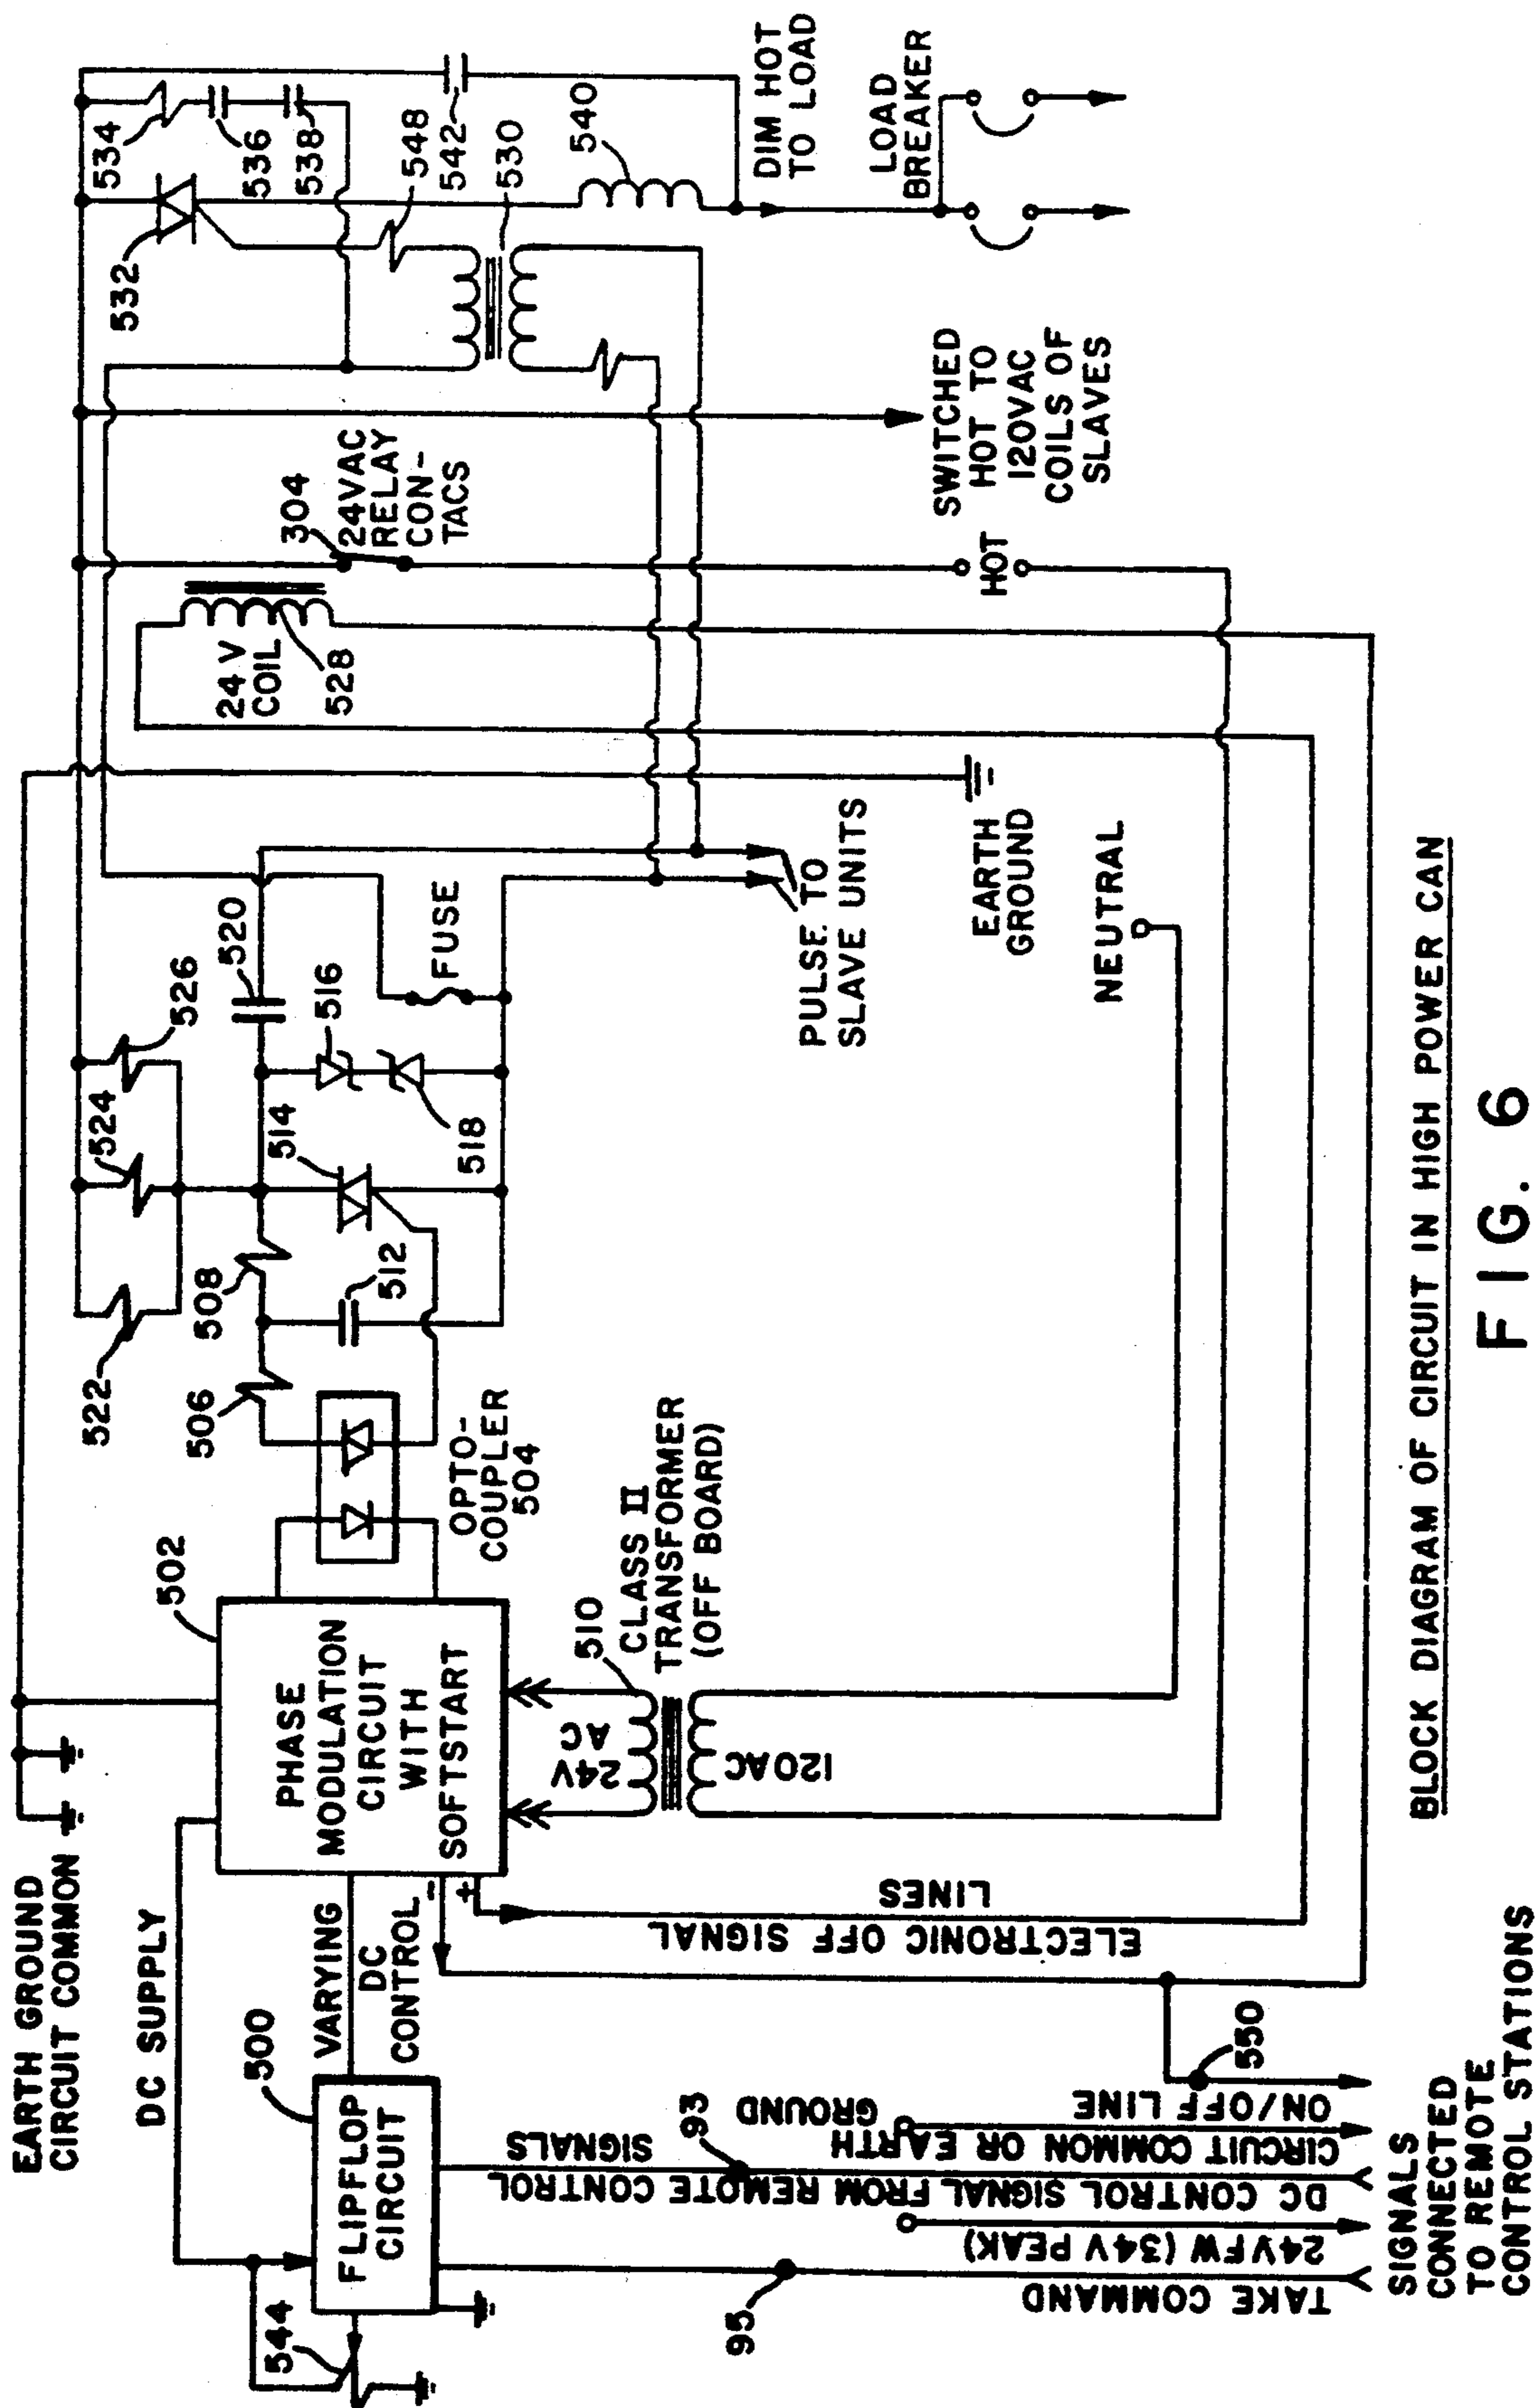 EARTH GROUND
CIRCUIT COMMON
DC SUPPLY
544
500
FLIPFLOP
CIRCUIT
VARYING
DC
CONTROL
502
PHASE
MODULATION
CIRCUIT
WITH
SOFTSTART
-
+
OPTO-
COUPLER
504
506
508
512
514
516
518
520
522
524
526
FUSE
24 V
COIL
528
304
24VAC
RELAY
CON-
TACS
532
534
536
538
548
542
530
540
DIM HOT
TO LOAD
LOAD
BREAKER
SWITCHED
HOT TO
120VAC
COILS OF
SLAVES
HOT
EARTH
GROUND
NEUTRAL
PULSE TO
SLAVE UNITS
510
CLASS II
TRANSFORMER
(OFF BOARD)
24V
AC
120AC
ELECTRONIC OFF SIGNAL
LINES
95
TAKE COMMAND
24VFW (34V PEAK)
93
DC CONTROL SIGNAL FROM REMOTE CONTROL
SIGNALS
CIRCUIT COMMON OR EARTH
GROUND
ON/OFF LINE
550
SIGNALS
CONNECTED
TO REMOTE
CONTROL STATIONS
BLOCK DIAGRAM OF CIRCUIT IN HIGH POWER CAN
FIG. 6